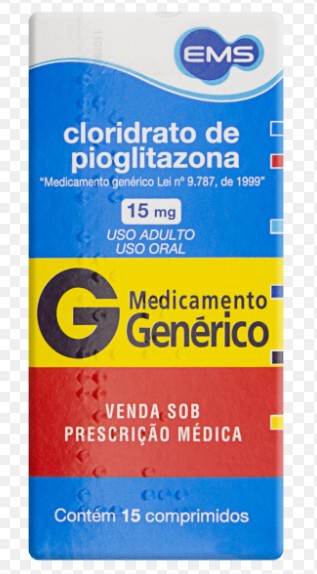 EMS
cloridrato de
pioglitazona
"Medicamento genérico Lei nº 9.787, de 1999"
15 mg
USO ADULTO
USO ORAL
G Medicamento
Genérico
VENDA SOB
PRESCRIÇÃO MÉDICA
Contém 15 comprimidos